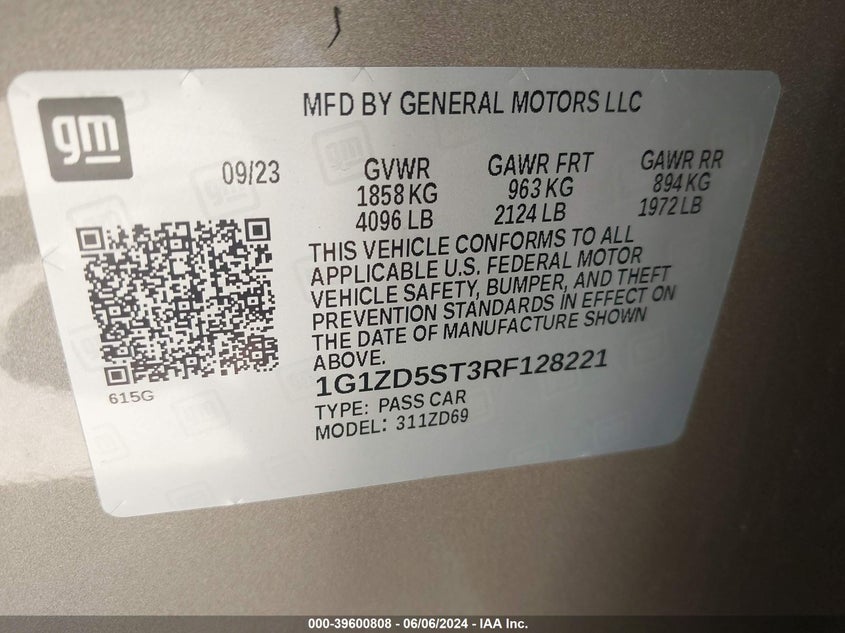 gm
MFD BY GENERAL MOTORS LLC
09/23
GVWR
1858 KG
4096 LB
GAWR FRT
963 KG
2124 LB
GAWR RR
894 KG
1972 LB
THIS VEHICLE CONFORMS TO ALL
APPLICABLE U.S. FEDERAL MOTOR
VEHICLE SAFETY, BUMPER, AND THEFT
PREVENTION STANDARDS IN EFFECT ON
THE DATE OF MANUFACTURE SHOWN
ABOVE.
1G1ZD5ST3RF128221
TYPE: PASS CAR
MODEL: 311ZD69
615G
000-39600808 - 06/06/2024 - IAA Inc.